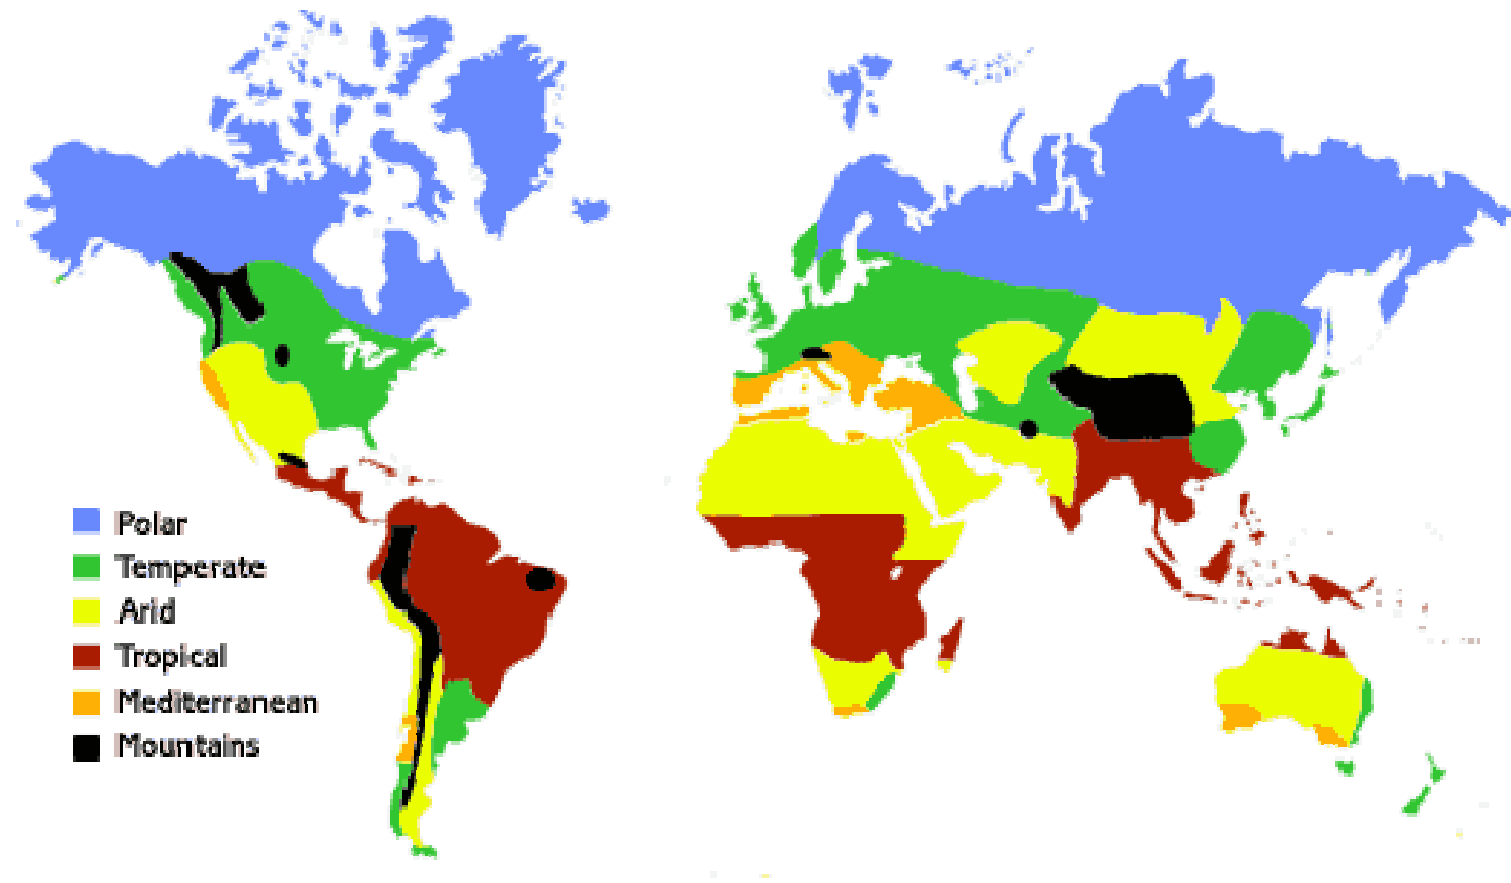 Polar
Temperate
Arid
Tropical
Mediterranean
Mountains